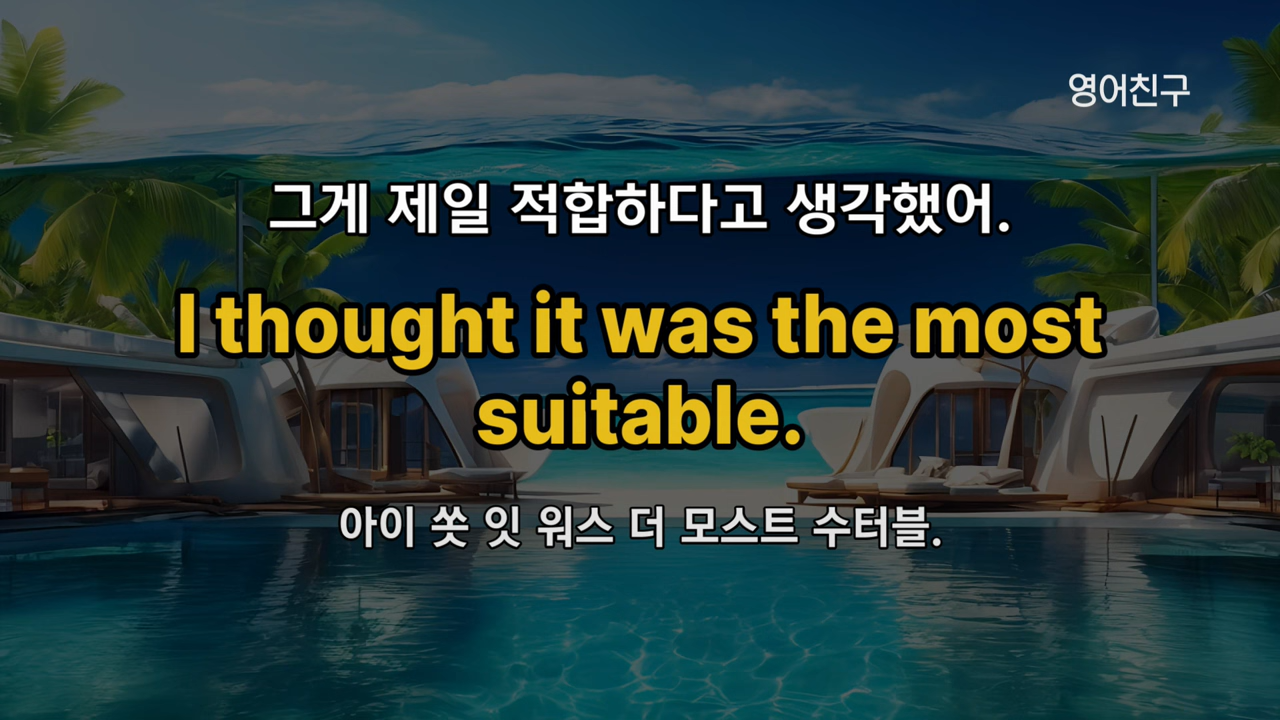 영어친구
그게 제일 적합하다고 생각했어.
I thought it was the most
suitable.
아이 쏫 잇 워스 더 모스트 수터블.